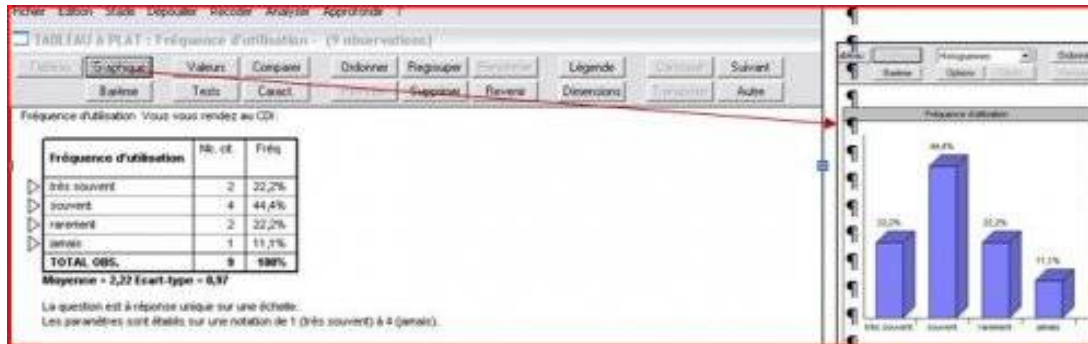 Fichier Edition Stade Dépouiller Recoder Analyser Approfondir ?
TABLEAU A PLAT : Fréquence d'utilisation - (9 observations)
Graphique Valeurs Comparer Ordonner Regrouper Légende Suivant
Barème Tests Caract. Supprimer Revenir Dimensions Transposer Autre
Fréquence d'utilisation Vous vous rendez au CDI:
Fréquence d'utilisation Nb. cit. Fréq.
très souvent 2 22,2%
souvent 4 44,4%
rarement 2 22,2%
jamais 1 11,1%
TOTAL OBS. 9 100%
Moyenne = 2,22 Ecart-type = 0,97
La question est à réponse unique sur une échelle.
Les paramètres sont établis sur une notation de 1 (très souvent) à 4 (jamais).
Histogrammes Ordonner
Barème Options
Fréquence d'utilisation
44,4%
22,2% 22,2%
11,1%
très souvent souvent rarement jamais